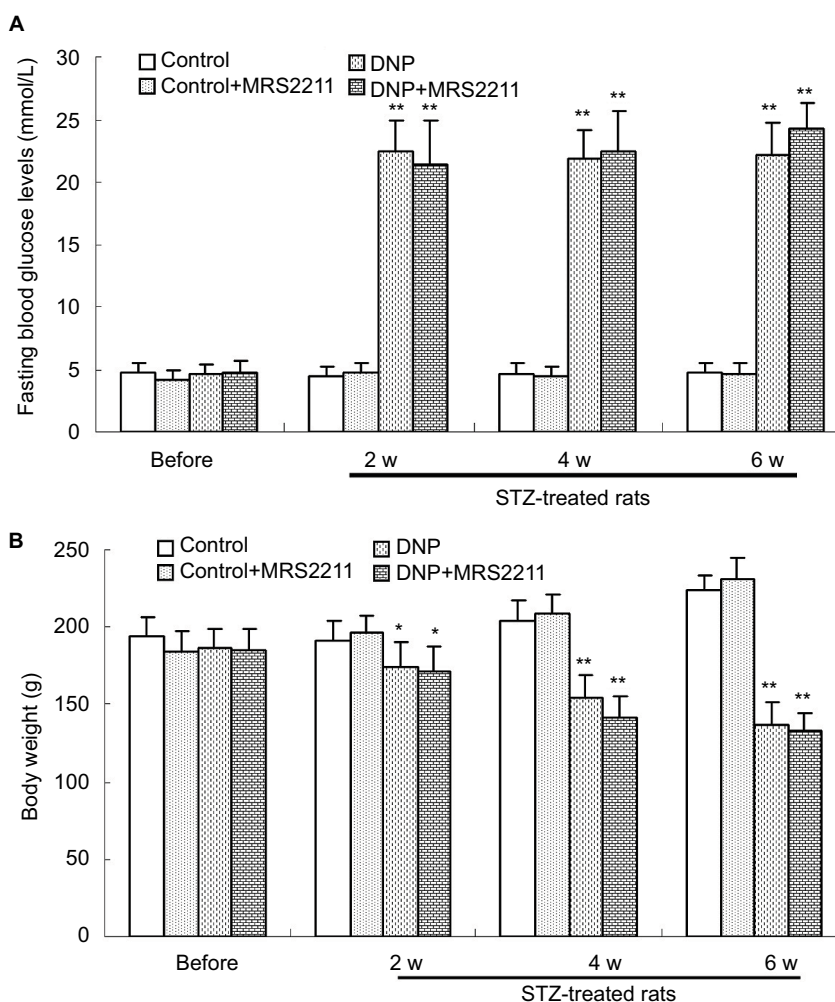 A
Fasting blood glucose levels (mmol/L)
30
25
20
15
10
5
0
Control
DNP
Control+MRS2211
DNP+MRS2211
** ** ** ** ** **
Before 2 w 4 w 6 w
STZ-treated rats
B
Body weight (g)
250
200
150
100
50
0
Control
DNP
Control+MRS2211
DNP+MRS2211
* * ** ** ** **
Before 2 w 4 w 6 w
STZ-treated rats